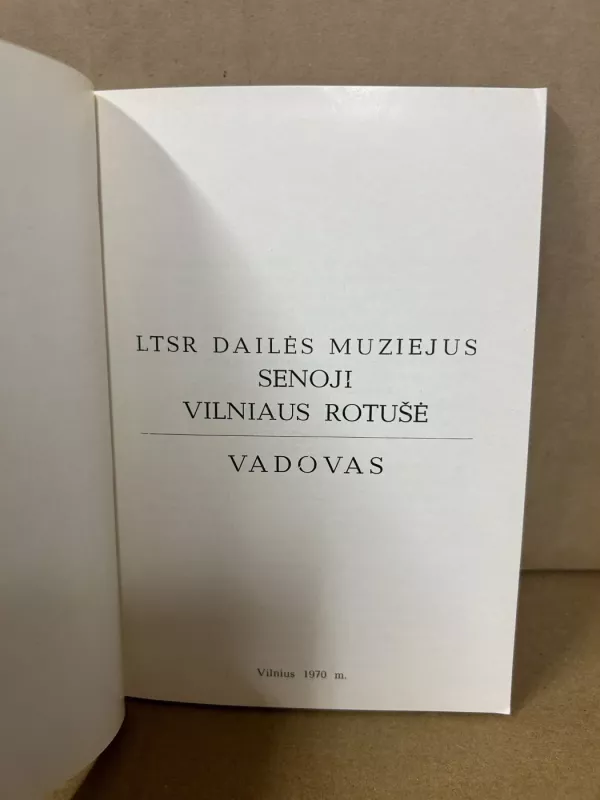 LTSR DAILĖS MUZIEJUS
SENOJI
VILNIAUS ROTUŠĖ
VADOVAS
Vilnius 1970 m.